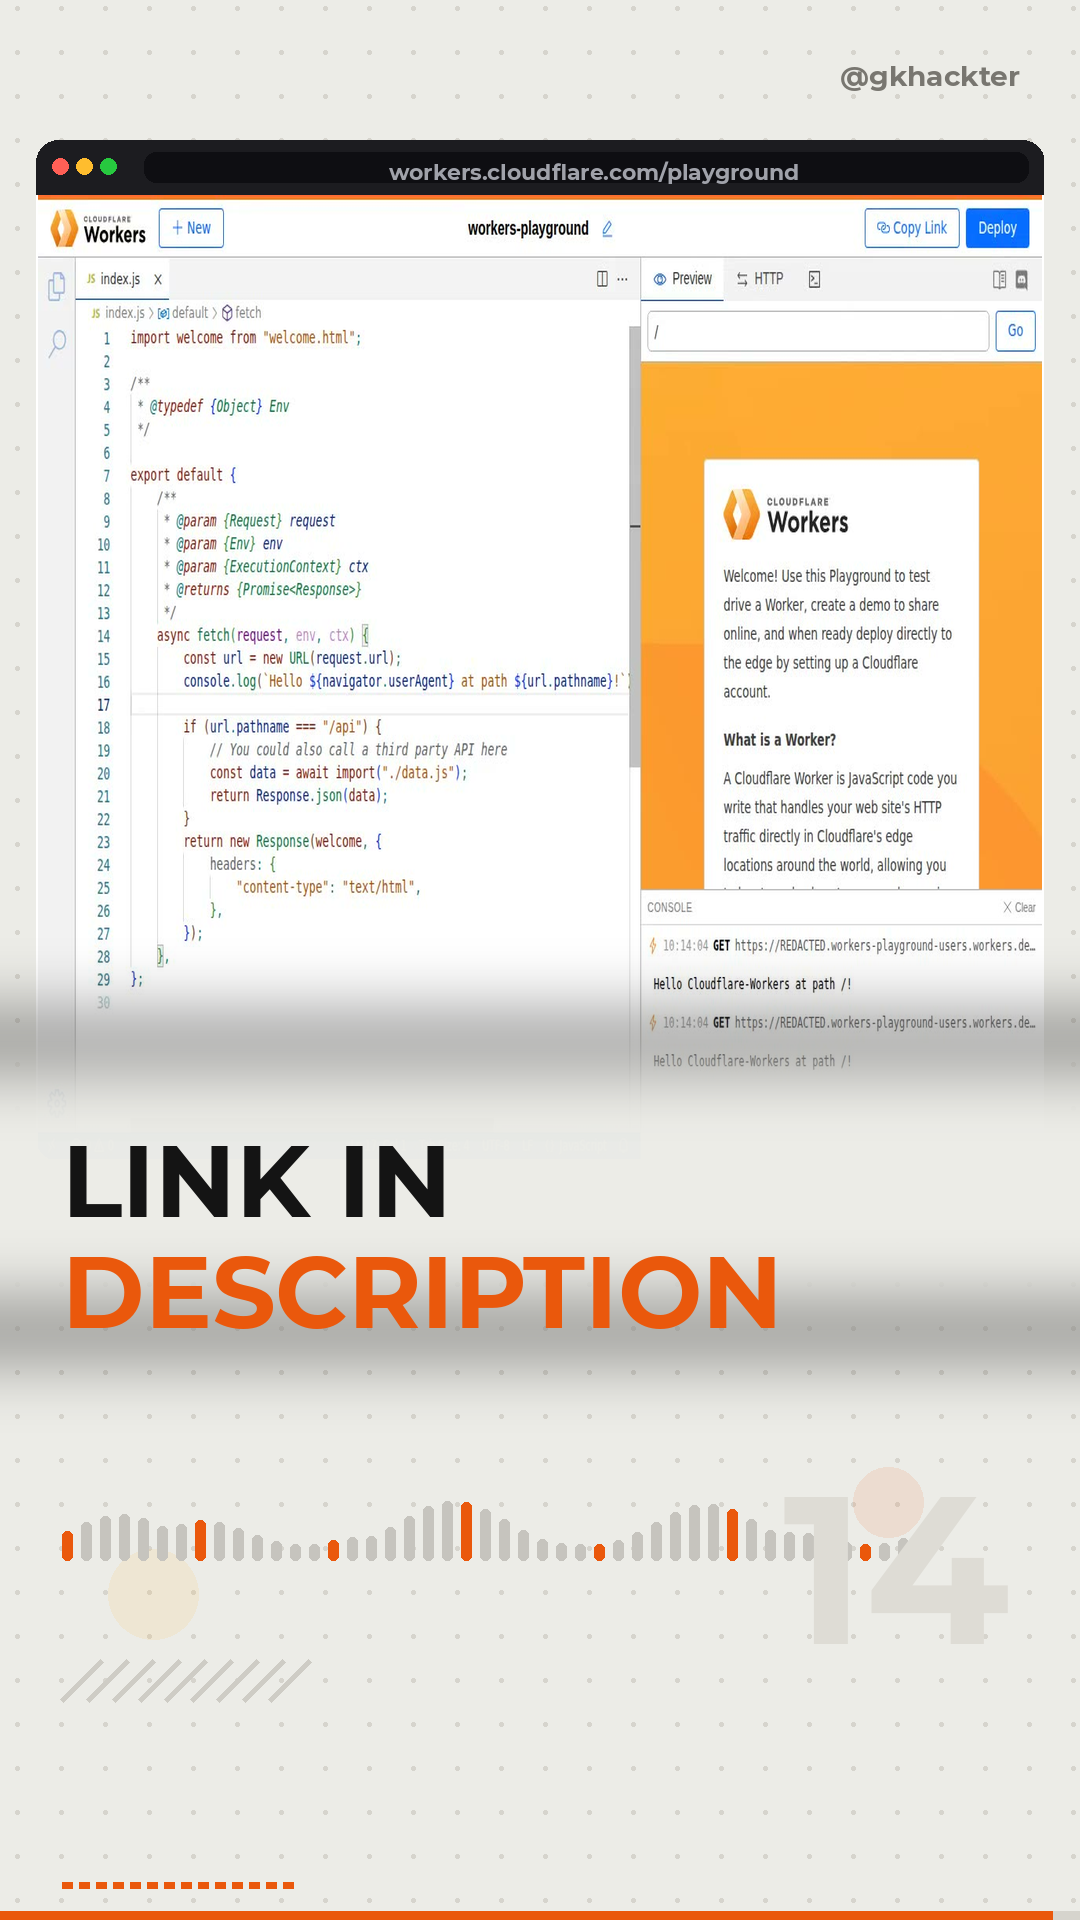 @gkhackter
workers.cloudflare.com/playground
CLOUDFLARE
Workers
+ New
workers-playground
Copy Link
Deploy
JS index.js X
...
Preview
HTTP
JS index.js > default > fetch
/
Go
1 import welcome from "welcome.html";
2
3 /**
4  * @typedef {Object} Env
5  */
6
7 export default {
8     /**
9      * @param {Request} request
10      * @param {Env} env
11      * @param {ExecutionContext} ctx
12      * @returns {Promise<Response>}
13      */
14     async fetch(request, env, ctx) {
15         const url = new URL(request.url);
16         console.log(`Hello ${navigator.userAgent} at path ${url.pathname}!`)
17
18         if (url.pathname === "/api") {
19             // You could also call a third party API here
20             const data = await import("./data.js");
21             return Response.json(data);
22         }
23         return new Response(welcome, {
24             headers: {
25                 "content-type": "text/html",
26             },
27         });
28     },
29 };
30
CLOUDFLARE
Workers
Welcome! Use this Playground to test
drive a Worker, create a demo to share
online, and when ready deploy directly to
the edge by setting up a Cloudflare
account.
What is a Worker?
A Cloudflare Worker is JavaScript code you
write that handles your web site's HTTP
traffic directly in Cloudflare's edge
locations around the world, allowing you
CONSOLE
X Clear
10:14:04 GET https://REDACTED.workers-playground-users.workers.de...
Hello Cloudflare-Workers at path /!
10:14:04 GET https://REDACTED.workers-playground-users.workers.de...
Hello Cloudflare-Workers at path /!
LINK IN
DESCRIPTION
14